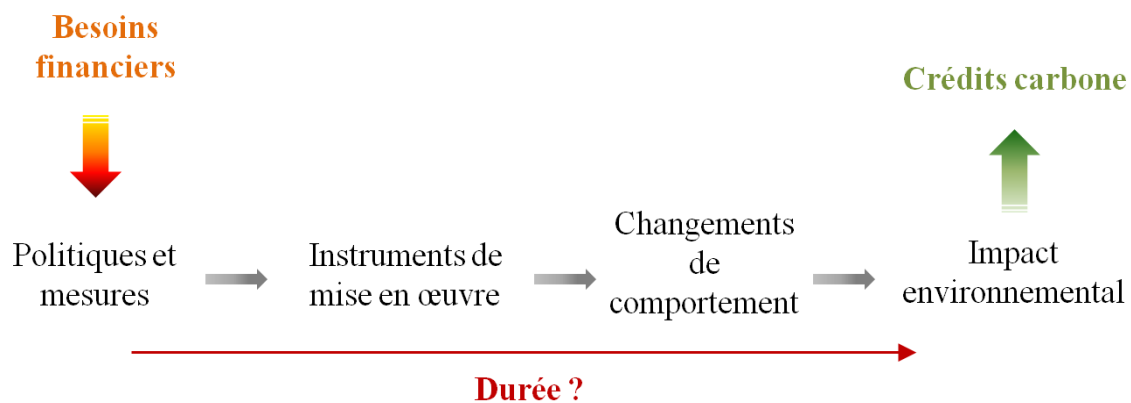 Besoins
financiers
Crédits carbone
Politiques et
mesures
Instruments de
mise en œuvre
Changements
de
comportement
Impact
environnemental
Durée ?